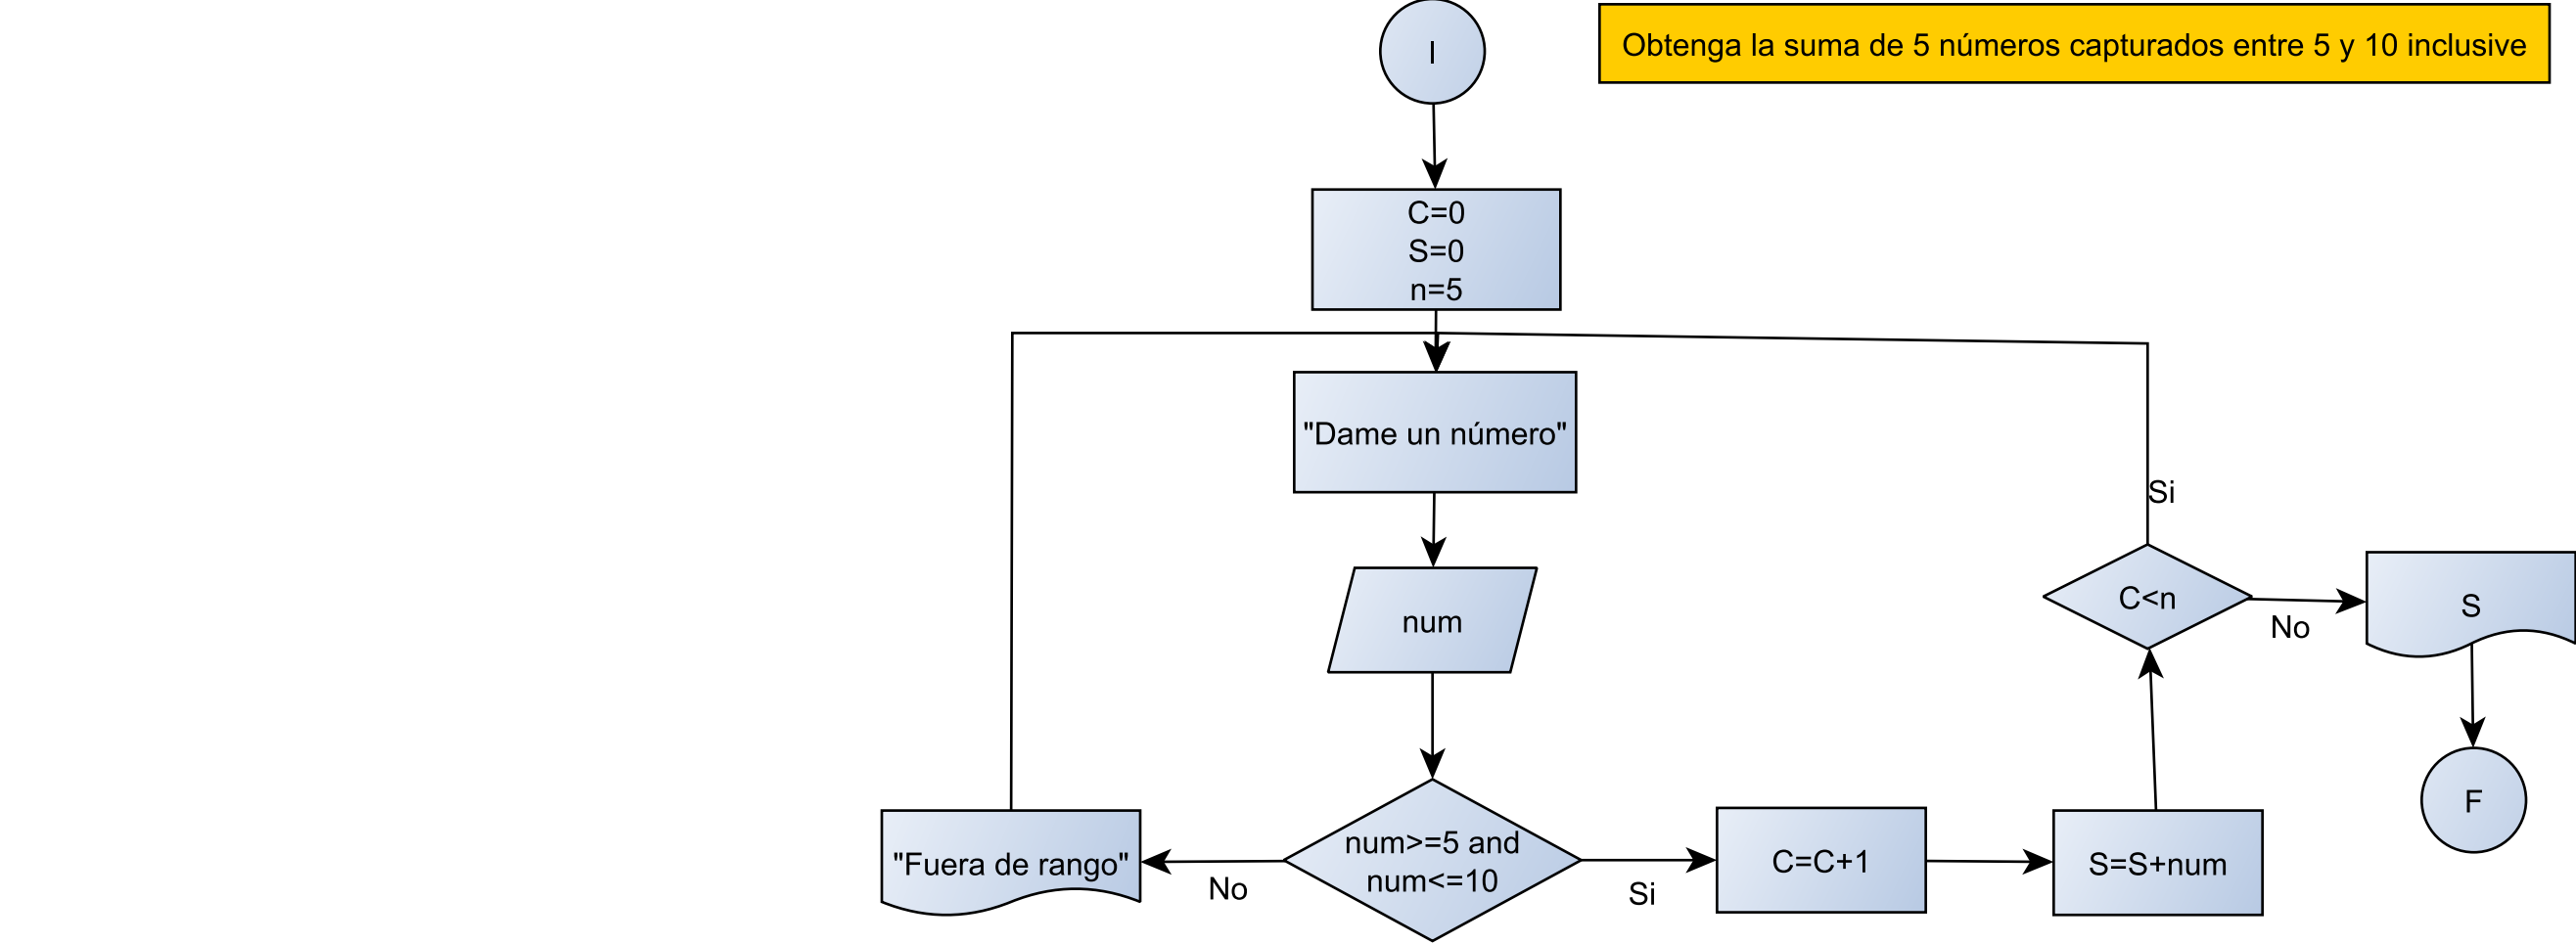 I
Obtenga la suma de 5 números capturados entre 5 y 10 inclusive
C=0
S=0
n=5
"Dame un número"
num
num>=5 and
num<=10
No
"Fuera de rango"
Si
C=C+1
S=S+num
C<n
Si
No
S
F